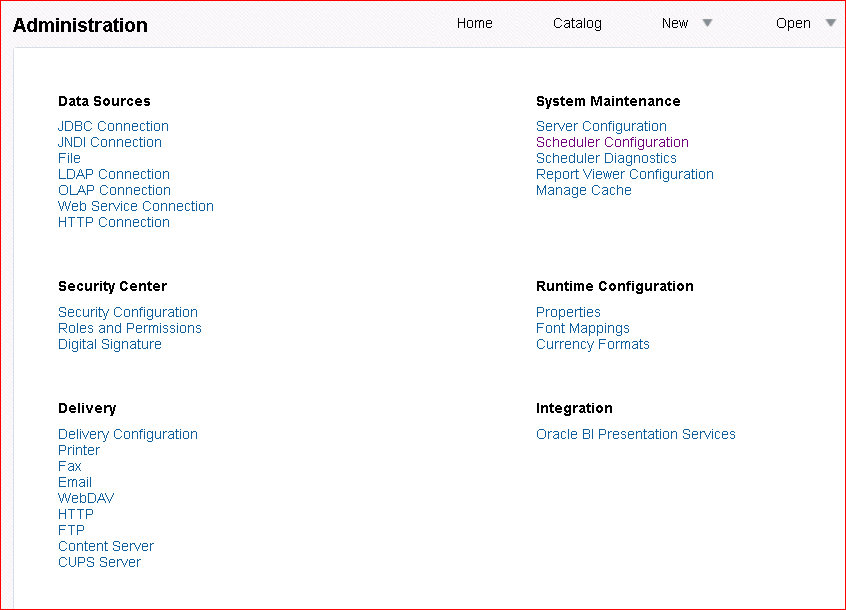 Administration
Home
Catalog
New
Open
Data Sources
JDBC Connection
JNDI Connection
File
LDAP Connection
OLAP Connection
Web Service Connection
HTTP Connection
System Maintenance
Server Configuration
Scheduler Configuration
Scheduler Diagnostics
Report Viewer Configuration
Manage Cache
Security Center
Security Configuration
Roles and Permissions
Digital Signature
Runtime Configuration
Properties
Font Mappings
Currency Formats
Delivery
Delivery Configuration
Printer
Fax
Email
WebDAV
HTTP
FTP
Content Server
CUPS Server
Integration
Oracle BI Presentation Services